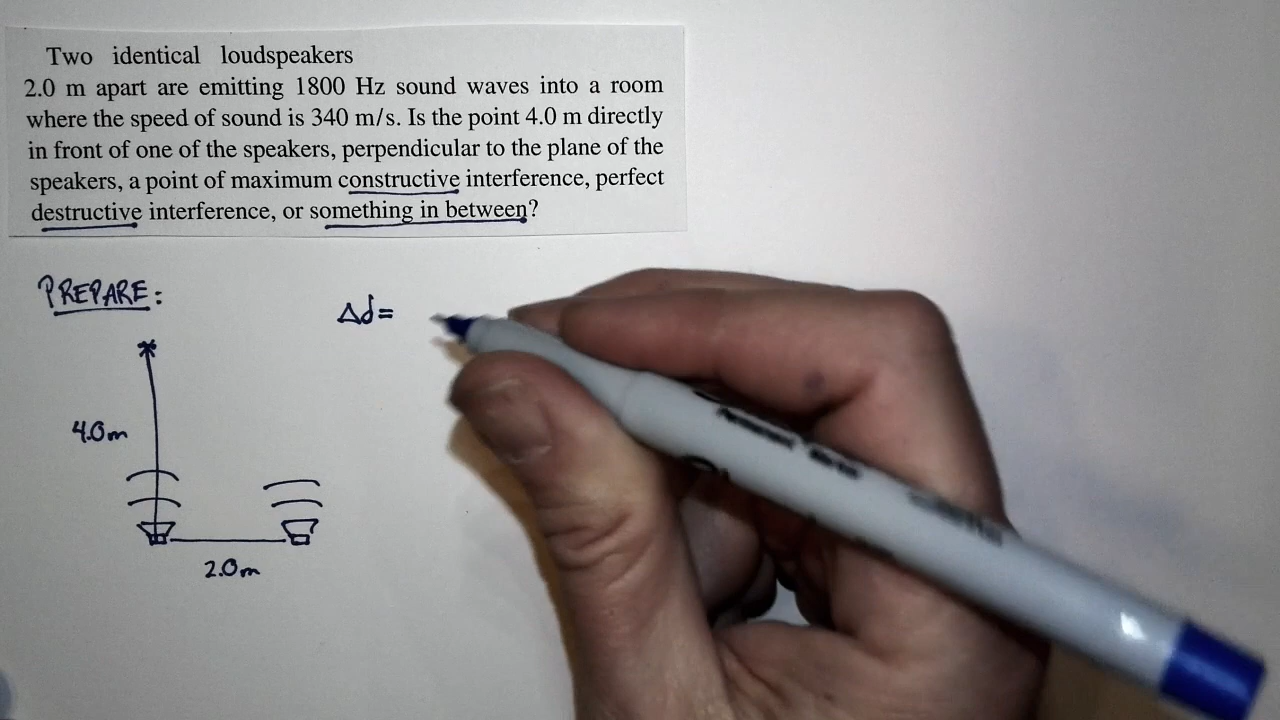 Two identical loudspeakers
2.0 m apart are emitting 1800 Hz sound waves into a room
where the speed of sound is 340 m/s. Is the point 4.0 m directly
in front of one of the speakers, perpendicular to the plane of the
speakers, a point of maximum constructive interference, perfect
destructive interference, or something in between?
PREPARE:
Δd=
4.0m
2.0m